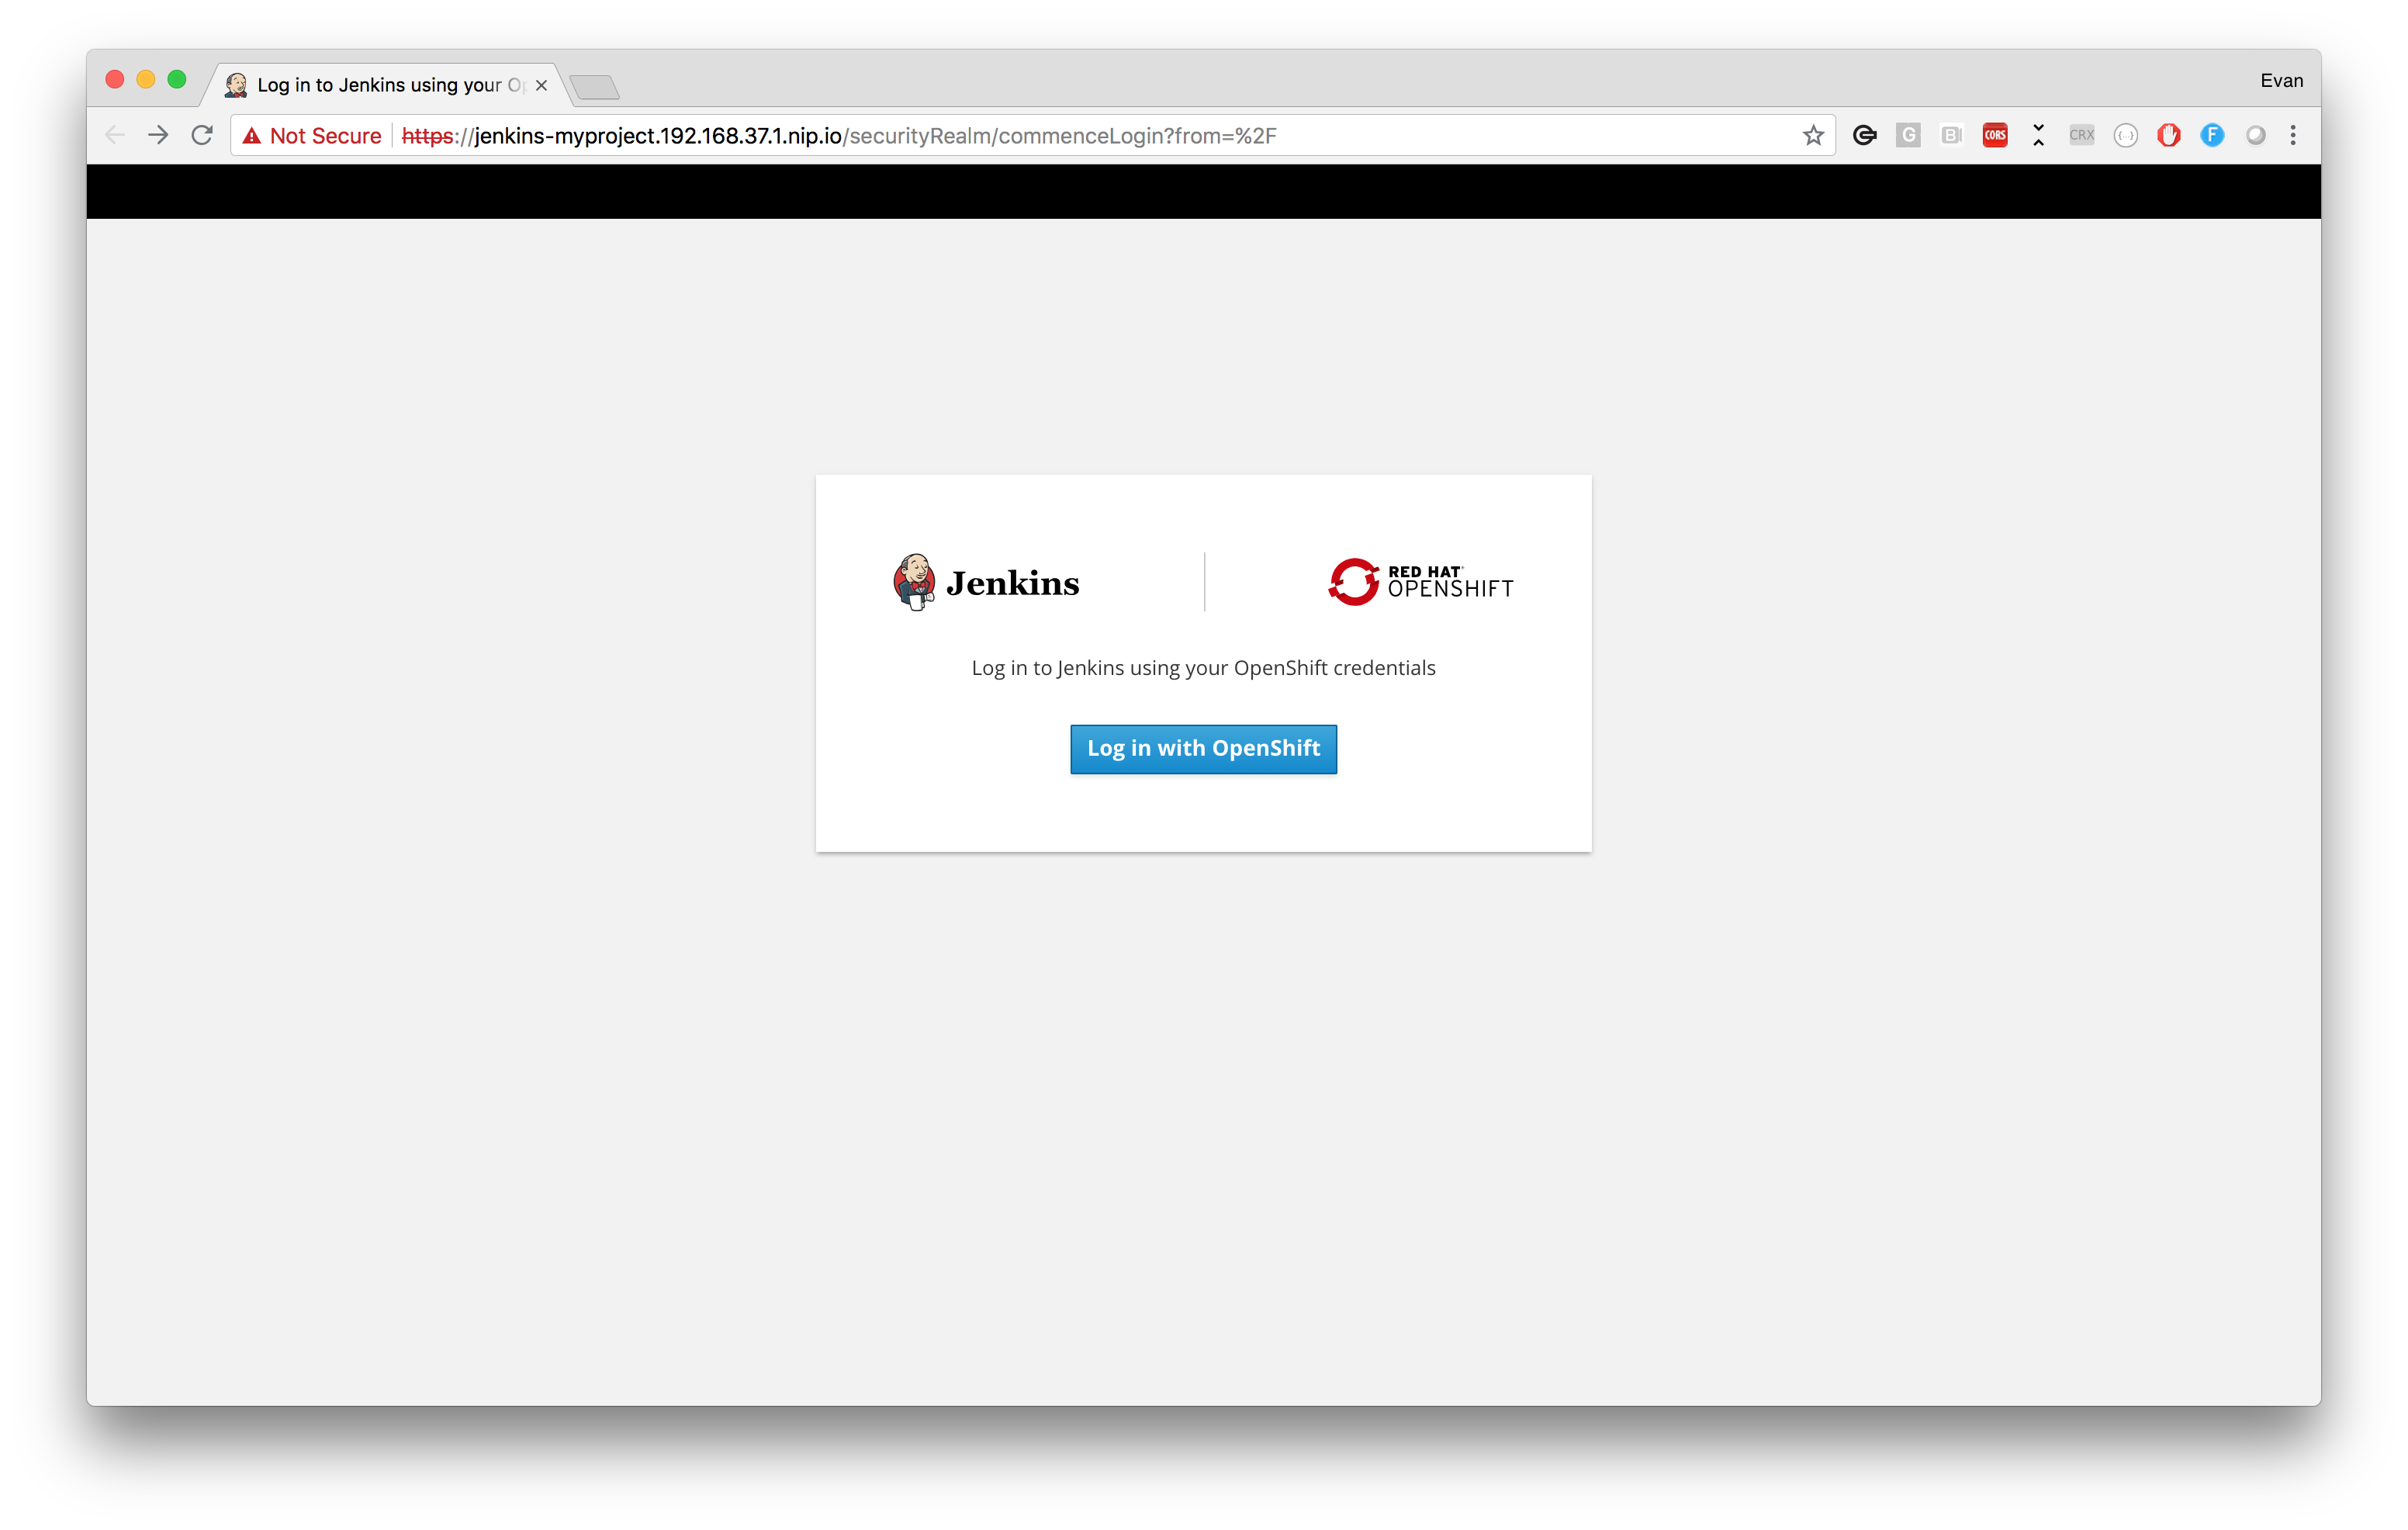 Log in to Jenkins using your Op
Evan
Not Secure https://jenkins-myproject.192.168.37.1.nip.io/securityRealm/commenceLogin?from=%2F
G
B
CORS
CRX
{...}
F
Jenkins
RED HAT
OPENSHIFT
Log in to Jenkins using your OpenShift credentials
Log in with OpenShift